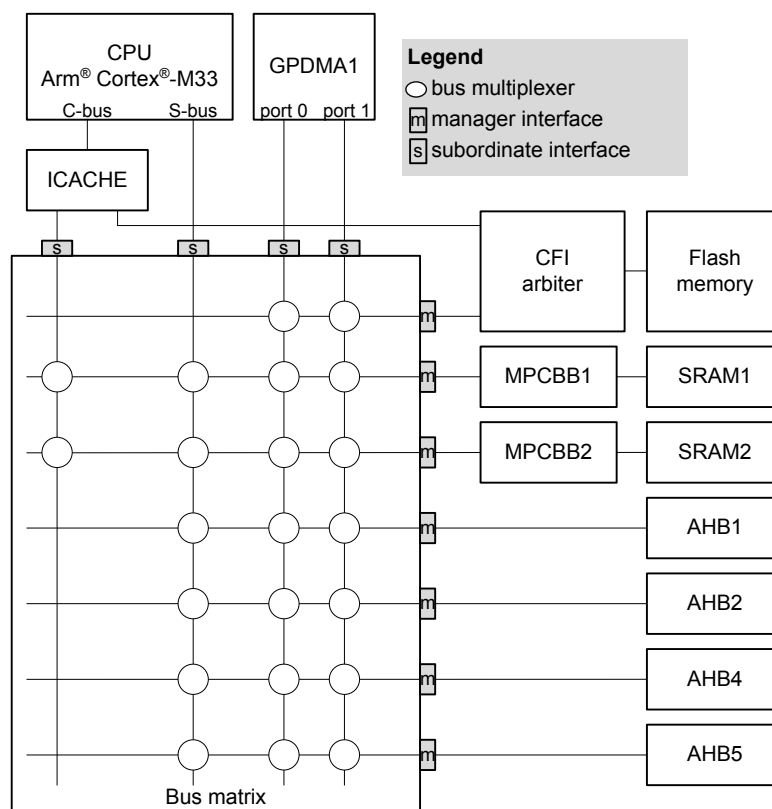 CPU
Arm® Cortex®-M33
C-bus
S-bus
GPDMA1
port 0
port 1
Legend
bus multiplexer
m manager interface
s subordinate interface
ICACHE
s
s
s
s
CFI
arbiter
Flash
memory
m
m
MPCBB1
SRAM1
m
MPCBB2
SRAM2
m
AHB1
m
AHB2
m
AHB4
m
AHB5
Bus matrix